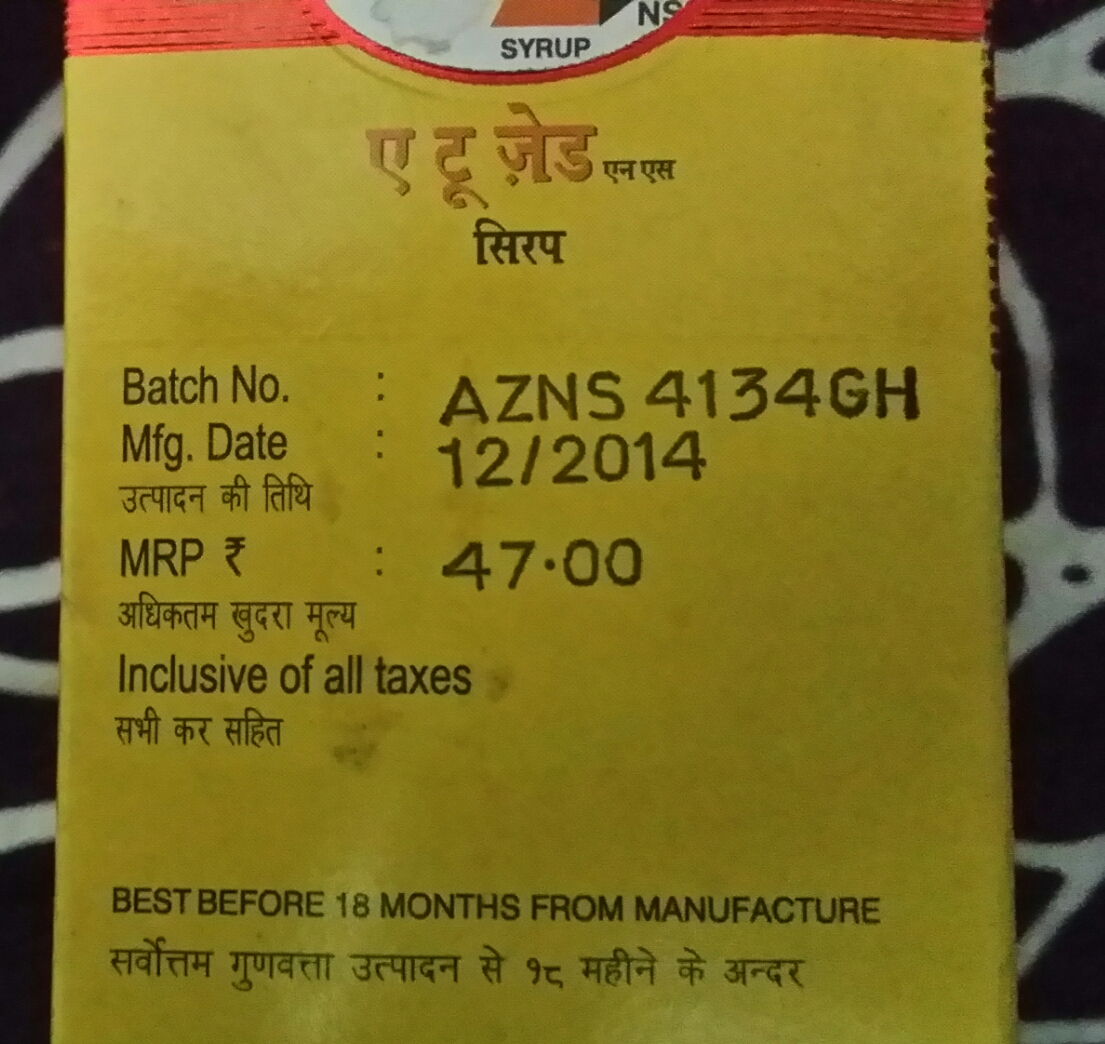 NS
SYRUP
ए टू ज़ेड एन एस
सिरप
Batch No. : AZNS 4134GH
Mfg. Date : 12/2014
उत्पादन की तिथि
MRP ₹ : 47.00
अधिकतम खुदरा मूल्य
Inclusive of all taxes
सभी कर सहित
BEST BEFORE 18 MONTHS FROM MANUFACTURE
सर्वोत्तम गुणवत्ता उत्पादन से १८ महीने के अन्दर